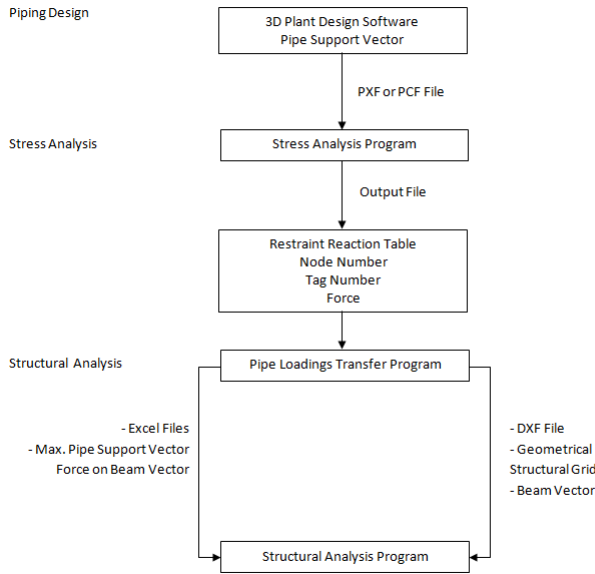 Piping Design
3D Plant Design Software
Pipe Support Vector
PXF or PCF File
Stress Analysis
Stress Analysis Program
Output File
Restraint Reaction Table
Node Number
Tag Number
Force
Structural Analysis
Pipe Loadings Transfer Program
- Excel Files
- Max. Pipe Support Vector
Force on Beam Vector
- DXF File
- Geometrical
Structural Grid
- Beam Vector
Structural Analysis Program